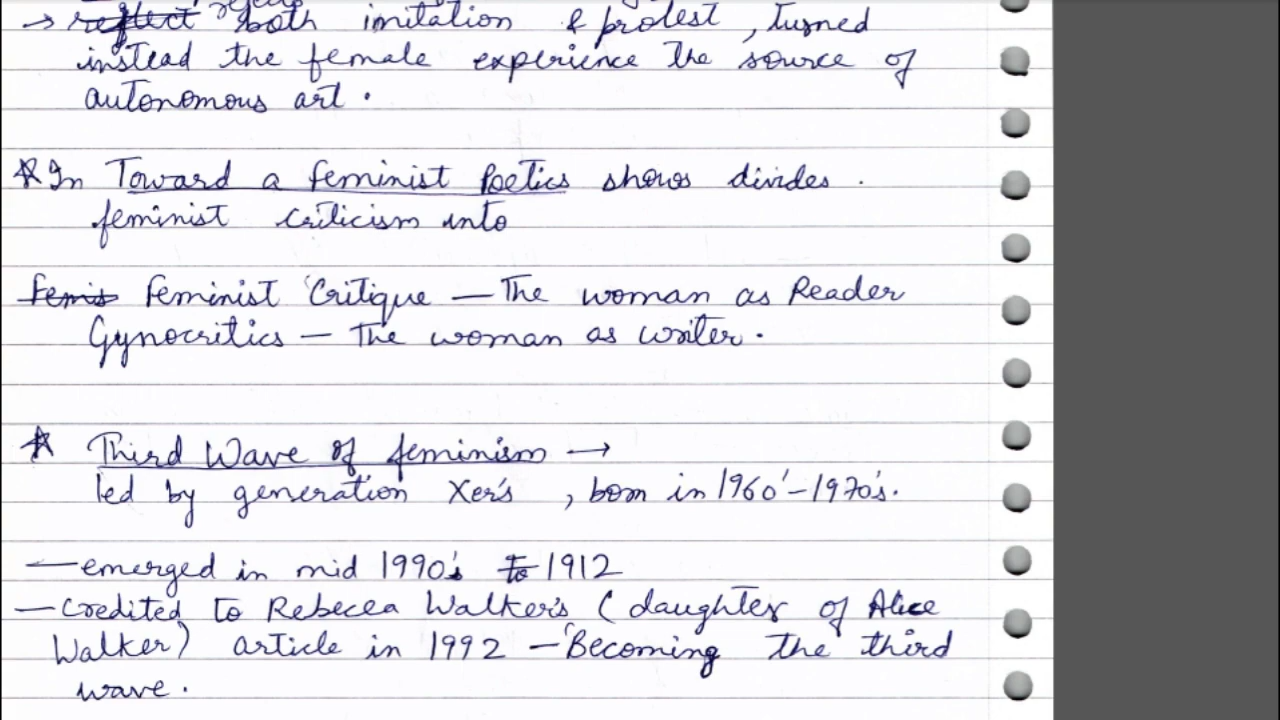 → reflect rejects both imitation & protest, turned
instead the female experience the source of
autonomous art.
☆ In Toward a feminist Poetics shows divides.
feminist criticism into
Femis Feminist Critique — The woman as Reader
Gynocritics — The woman as writer.
☆ Third Wave of feminism →
led by generation Xer's, born in 1960'-1970's.
— emerged in mid 1990's to 1912
— credited to Rebecca Walker's (daughter of Alice
Walker) article in 1992 — 'Becoming the third
wave.